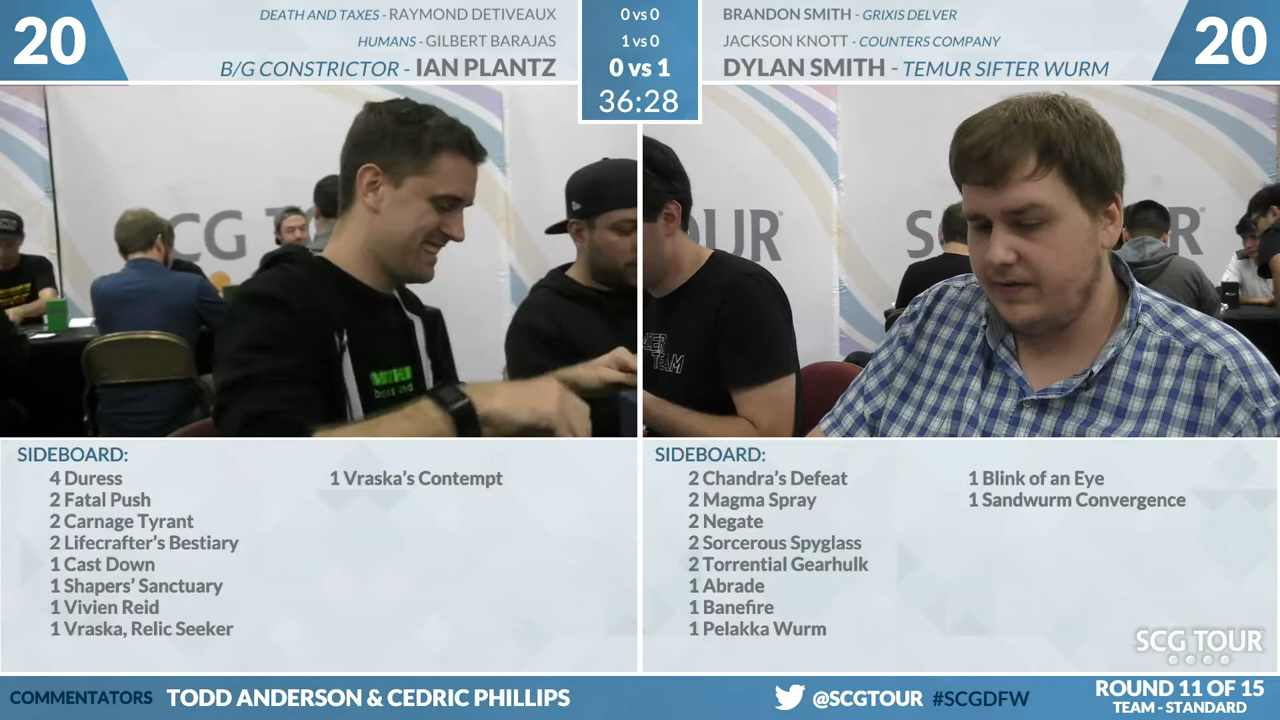 20
DEATH AND TAXES - RAYMOND DETIVEAUX
HUMANS - GILBERT BARAJAS
B/G CONSTRICTOR - IAN PLANTZ
0 vs 0
1 vs 0
0 vs 1
36:28
BRANDON SMITH - GRIXIS DELVER
JACKSON KNOTT - COUNTERS COMPANY
DYLAN SMITH - TEMUR SIFTER WURM
20
SCG TOUR
TOUR®
SCG TOUR®
TEAM
SIDEBOARD:
4 Duress
2 Fatal Push
2 Carnage Tyrant
2 Lifecrafter's Bestiary
1 Cast Down
1 Shapers' Sanctuary
1 Vivien Reid
1 Vraska, Relic Seeker
1 Vraska's Contempt
SIDEBOARD:
2 Chandra's Defeat
2 Magma Spray
2 Negate
2 Sorcerous Spyglass
2 Torrential Gearhulk
1 Abrade
1 Banefire
1 Pelakka Wurm
1 Blink of an Eye
1 Sandwurm Convergence
SCG TOUR
COMMENTATORS TODD ANDERSON & CEDRIC PHILLIPS
@SCGTOUR #SCGDFW
ROUND 11 OF 15
TEAM - STANDARD